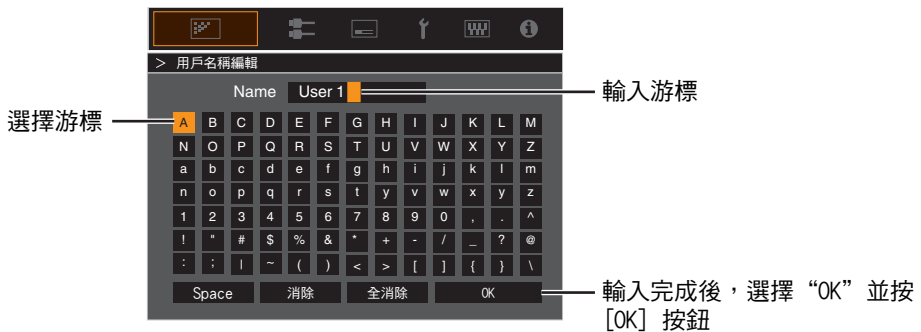 > 用戶名稱編輯
Name User 1
輸入游標
選擇游標
A B C D E F G H I J K L M
N O P Q R S T U V W X Y Z
a b c d e f g h i j k l m
n o p q r s t y v w x y z
1 2 3 4 5 6 7 8 9 0 , . ^
! " # $ % & * + - / _ ? @
: ; | ~ ( ) < > [ ] { } \
Space 消除 全消除 OK
輸入完成後，選擇“OK”並按
[OK] 按鈕